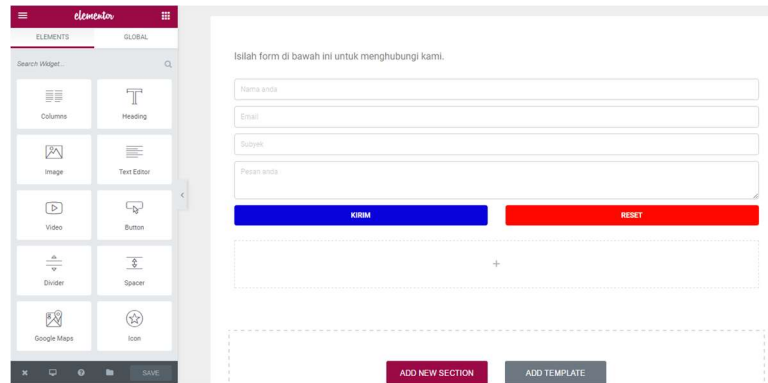 elementor
ELEMENTS GLOBAL
Search Widget...
Columns Heading
Image Text Editor
Video Button
Divider Spacer
Google Maps Icon
SAVE
Isilah form di bawah ini untuk menghubungi kami.
Nama anda
Email
Subyek
Pesan anda
KIRIM RESET
ADD NEW SECTION ADD TEMPLATE